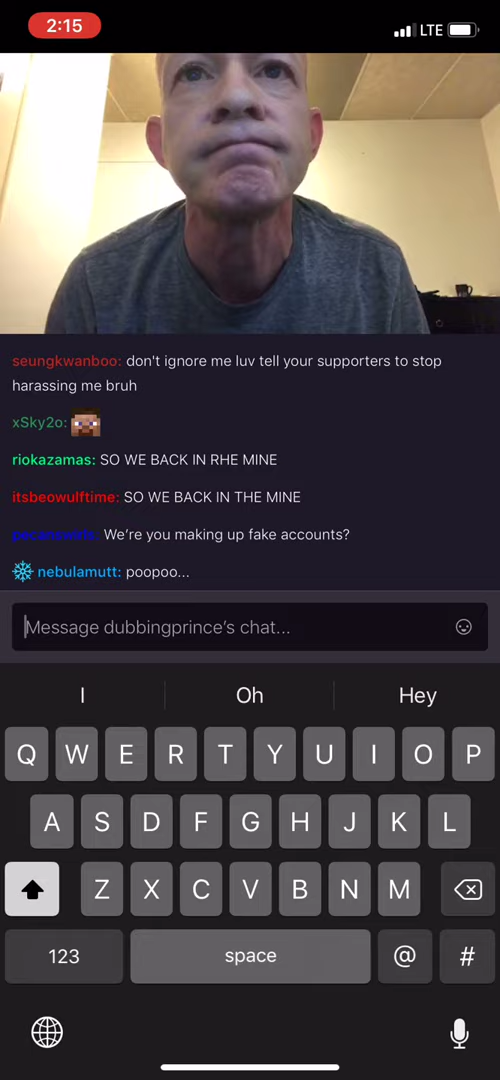 2:15
LTE
seungkwanboo: don't ignore me luv tell your supporters to stop
harassing me bruh
xSky2o:
riokazamas: SO WE BACK IN RHE MINE
itsbeowulftime: SO WE BACK IN THE MINE
We’re you making up fake accounts?
nebulamutt: poopoo...
Message dubbingprince’s chat...
I Oh Hey
Q W E R T Y U I O P
A S D F G H J K L
Z X C V B N M
123 space @ #